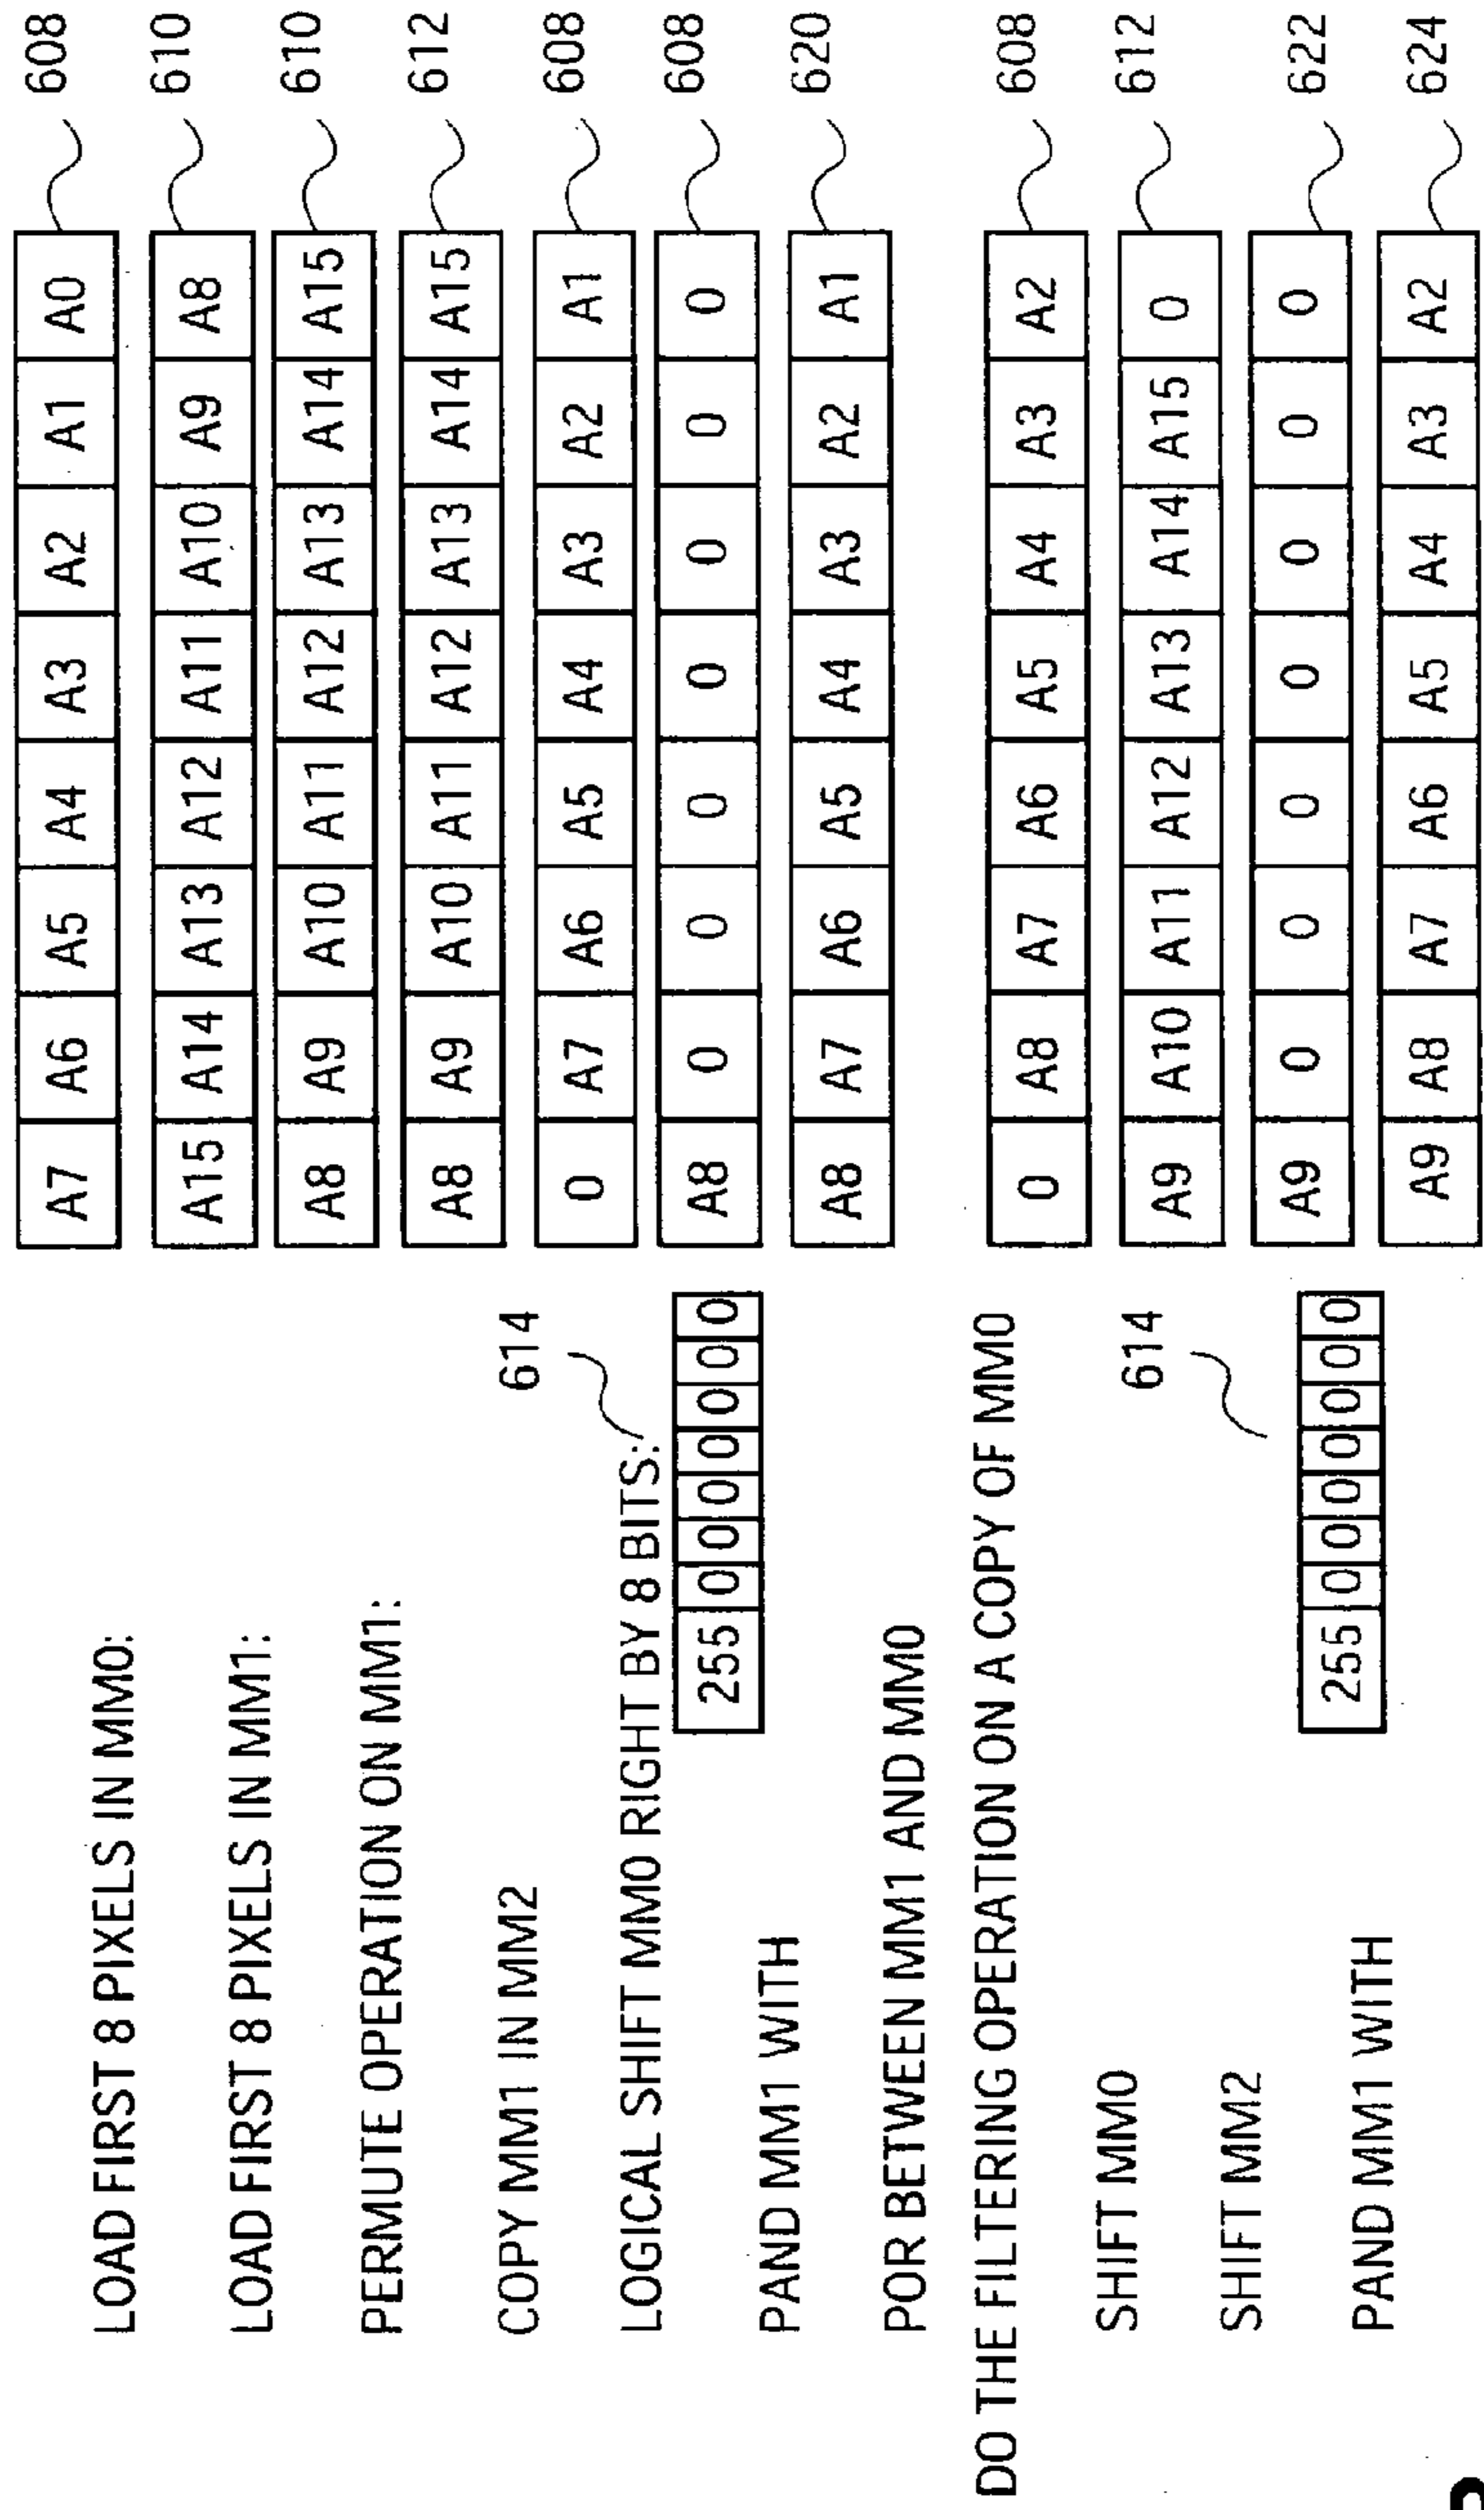 LOAD FIRST 8 PIXELS IN MM0: A7 A6 A5 A4 A3 A2 A1 A0 608
LOAD FIRST 8 PIXELS IN MM1: A15 A14 A13 A12 A11 A10 A9 A8 610
PERMUTE OPERATION ON MM1: A8 A9 A10 A11 A12 A13 A14 A15 610
COPY MM1 IN MM2 A8 A9 A10 A11 A12 A13 A14 A15 612
614
LOGICAL SHIFT MM0 RIGHT BY 8 BITS: 0 A7 A6 A5 A4 A3 A2 A1 608
PAND MM1 WITH 255 0 0 0 0 0 0 0 A8 0 0 0 0 0 0 0 608
POR BETWEEN MM1 AND MM0 A8 A7 A6 A5 A4 A3 A2 A1 620
DO THE FILTERING OPERATION ON A COPY OF MM0
SHIFT MM0 0 A8 A7 A6 A5 A4 A3 A2 608
614
SHIFT MM2 A9 A10 A11 A12 A13 A14 A15 0 612
PAND MM1 WITH 255 0 0 0 0 0 0 0 A9 0 0 0 0 0 0 0 622
A9 A8 A7 A6 A5 A4 A3 A2 624